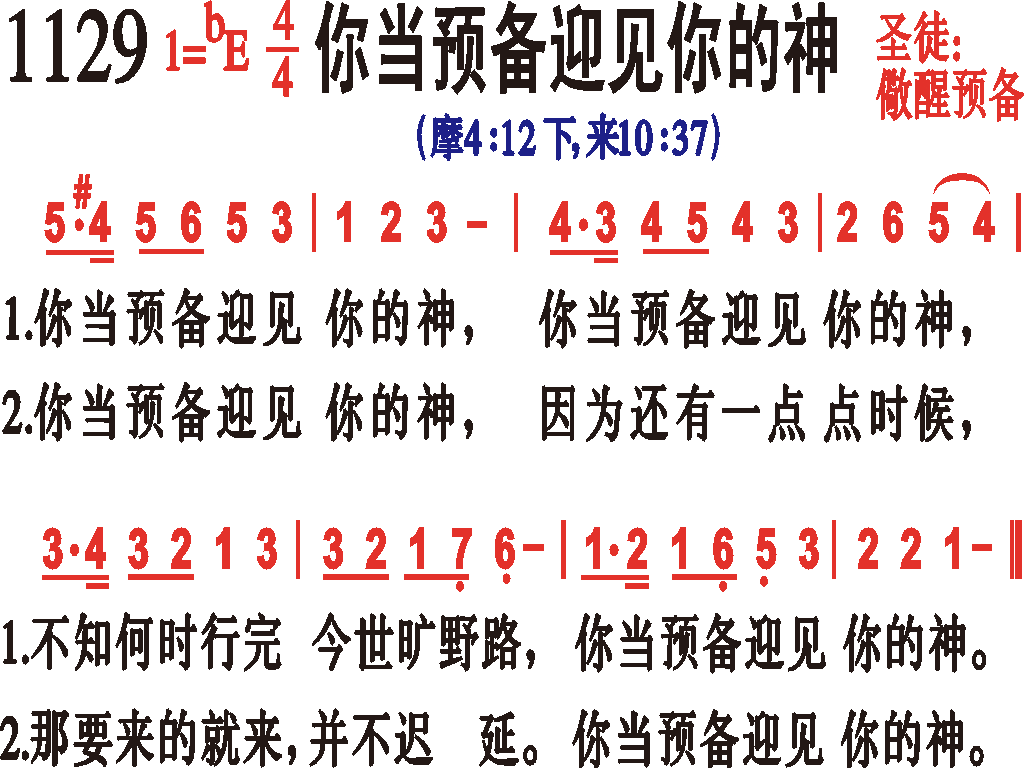 1129 1=bE 4/4 你当预备迎见你的神 圣徒：
儆醒预备
（摩4:12下，来10:37）
5·#4 5 6 5 3 | 1 2 3 - | 4·3 4 5 4 3 | 2 6 5 4 |
1.你当预备迎见 你的神， 你当预备迎见 你的神，
2.你当预备迎见 你的神， 因为还有一点 点时候，
3·4 3 2 1 3 | 3 2 1 7 6 - | 1·2 1 6 5 3 | 2 2 1 - ||
1.不知何时行完 今世旷野路， 你当预备迎见 你的神。
2.那要来的就来，并不迟 延。 你当预备迎见 你的神。